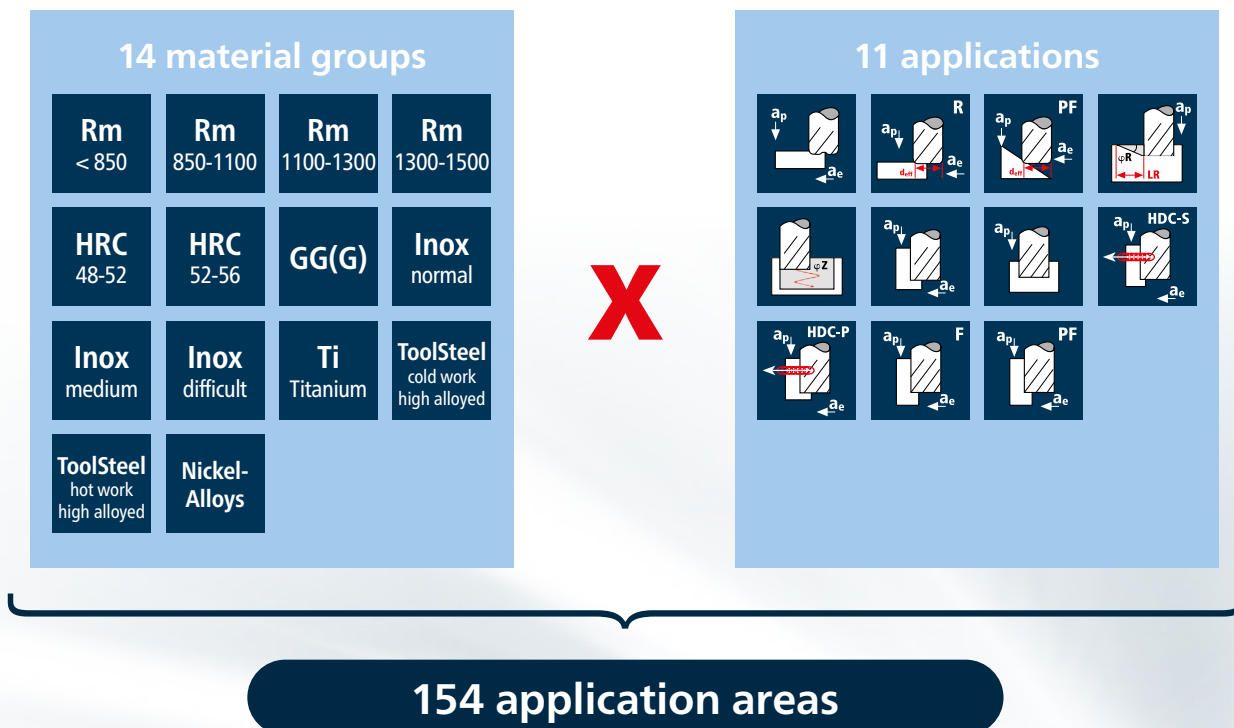 14 material groups
Rm
< 850
Rm
850-1100
Rm
1100-1300
Rm
1300-1500
HRC
48-52
HRC
52-56
GG(G)
Inox
normal
Inox
medium
Inox
difficult
Ti
Titanium
ToolSteel
cold work
high alloyed
ToolSteel
hot work
high alloyed
Nickel-
Alloys
X
11 applications
ap
ae
R
ap
deff
ae
PF
ap
deff
ae
ap
φR
LR
φZ
ap
ae
ap
HDC-S
ap
ae
HDC-P
ap
ae
F
ap
ae
PF
ap
ae
154 application areas